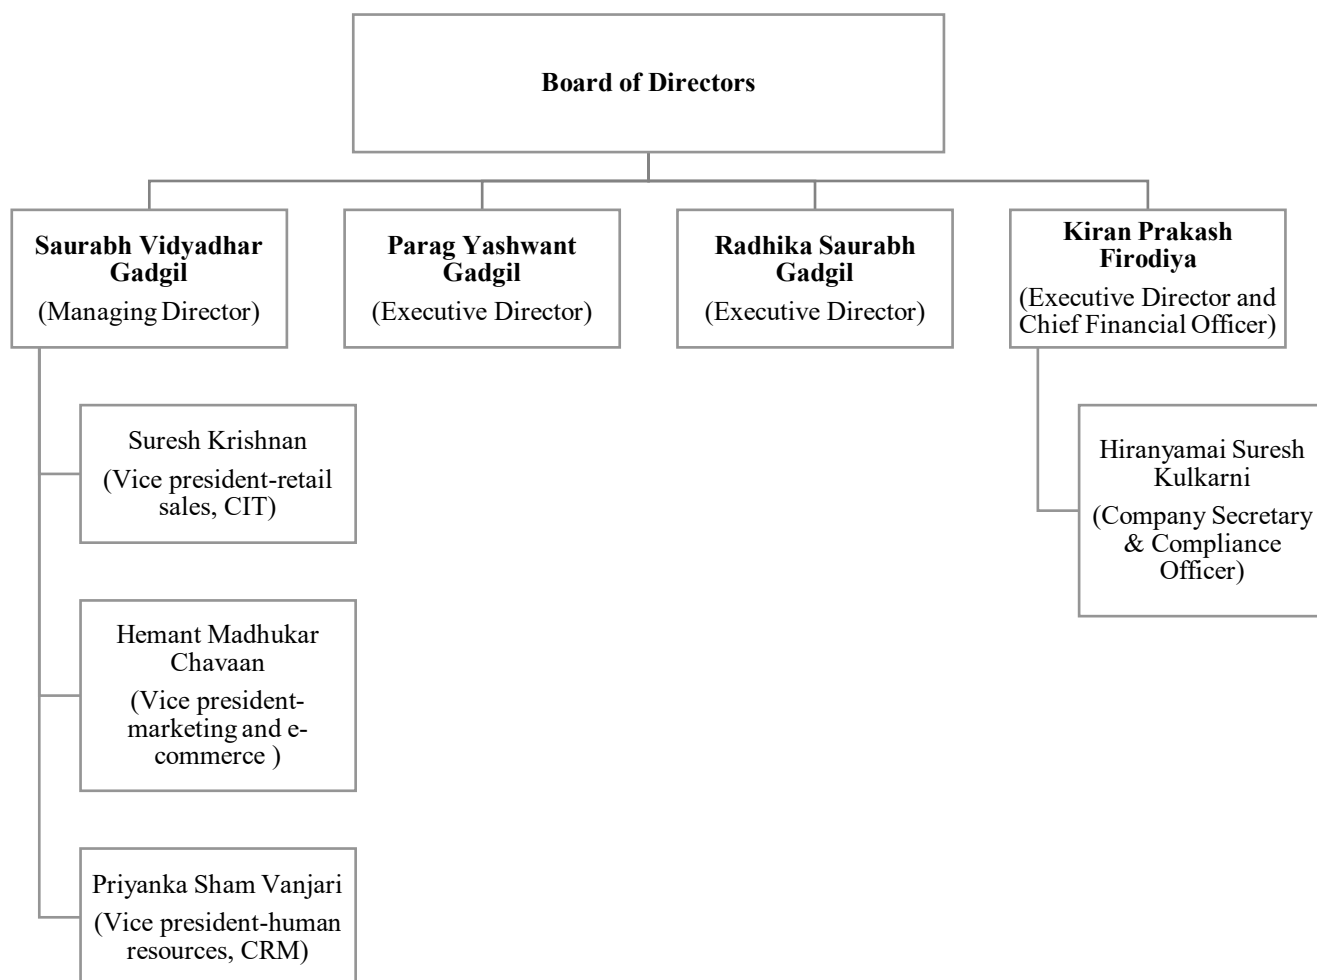 Board of Directors
Saurabh Vidyadhar
Gadgil
(Managing Director)
Parag Yashwant
Gadgil
(Executive Director)
Radhika Saurabh
Gadgil
(Executive Director)
Kiran Prakash
Firodiya
(Executive Director and
Chief Financial Officer)
Suresh Krishnan
(Vice president-retail
sales, CIT)
Hemant Madhukar
Chavaan
(Vice president-
marketing and e-
commerce )
Priyanka Sham Vanjari
(Vice president-human
resources, CRM)
Hiranyamai Suresh
Kulkarni
(Company Secretary
& Compliance
Officer)